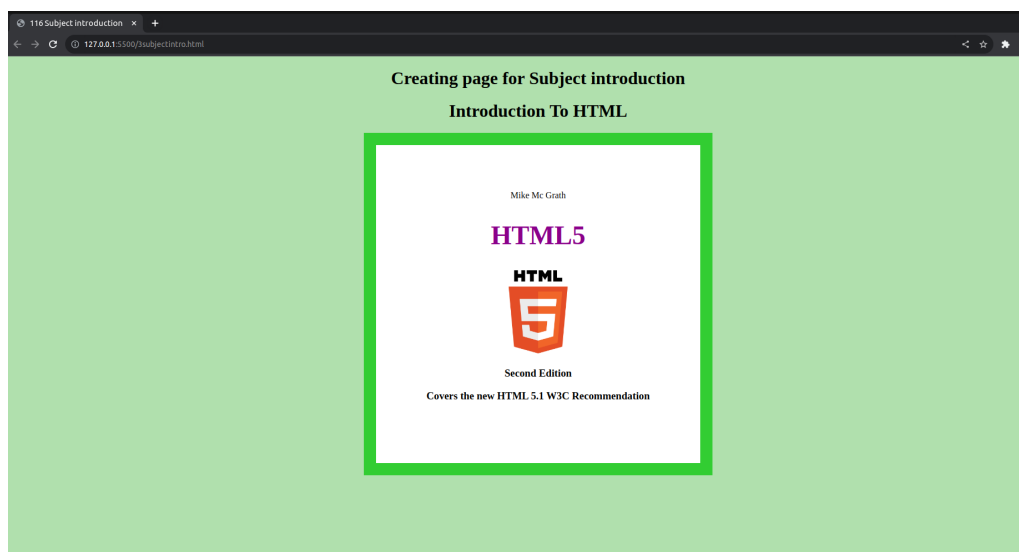 116 Subject introduction
127.0.0.1:5500/3subjectintro.html
Creating page for Subject introduction
Introduction To HTML
Mike Mc Grath
HTML5
HTML
5
Second Edition
Covers the new HTML 5.1 W3C Recommendation